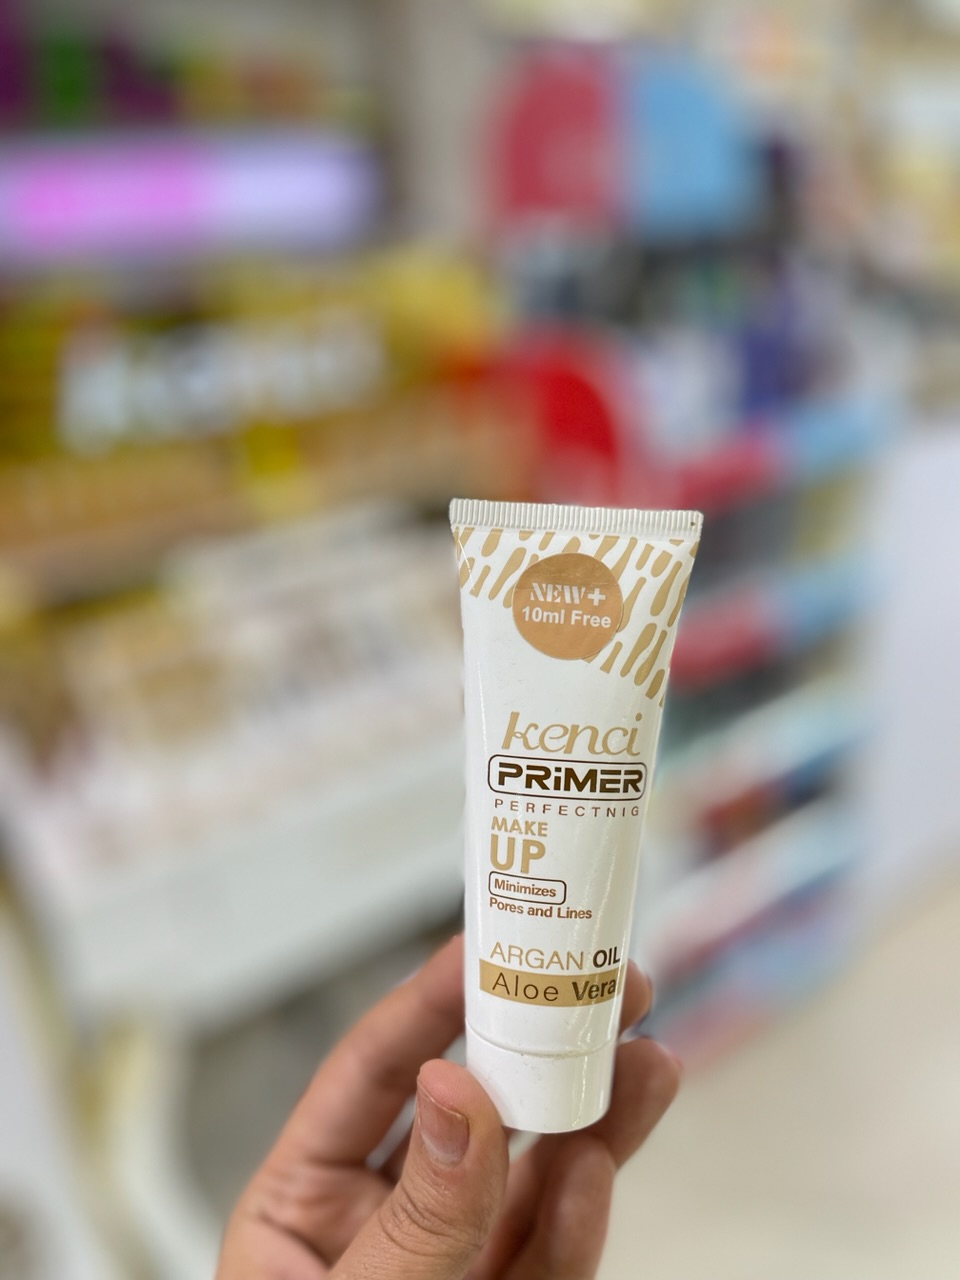 NEW+
10ml Free
kenci
PRiMER
PERFECTNIG
MAKE
UP
Minimizes
Pores and Lines
ARGAN OIL
Aloe Vera